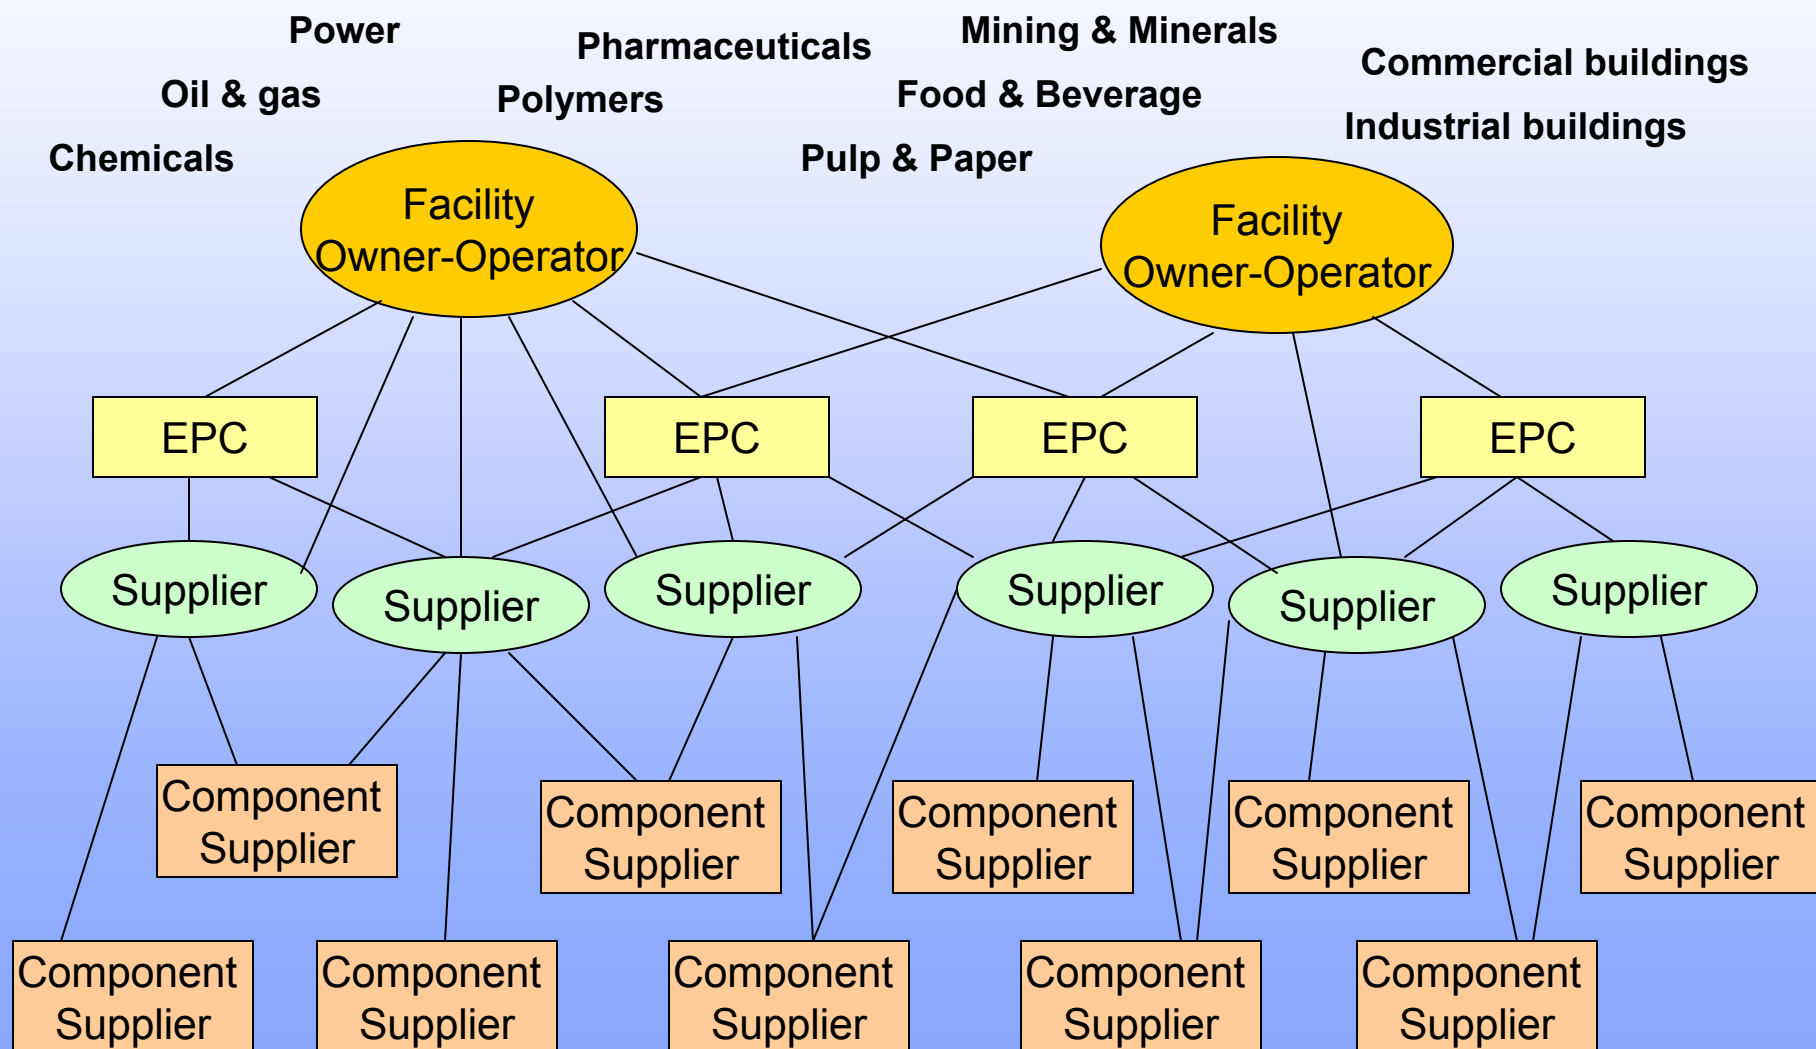 Power
Pharmaceuticals
Mining & Minerals
Commercial buildings
Oil & gas
Polymers
Food & Beverage
Industrial buildings
Chemicals
Pulp & Paper
Facility
Owner-Operator
Facility
Owner-Operator
EPC
EPC
EPC
EPC
Supplier
Supplier
Supplier
Supplier
Supplier
Supplier
Component
Supplier
Component
Supplier
Component
Supplier
Component
Supplier
Component
Supplier
Component
Supplier
Component
Supplier
Component
Supplier
Component
Supplier
Component
Supplier